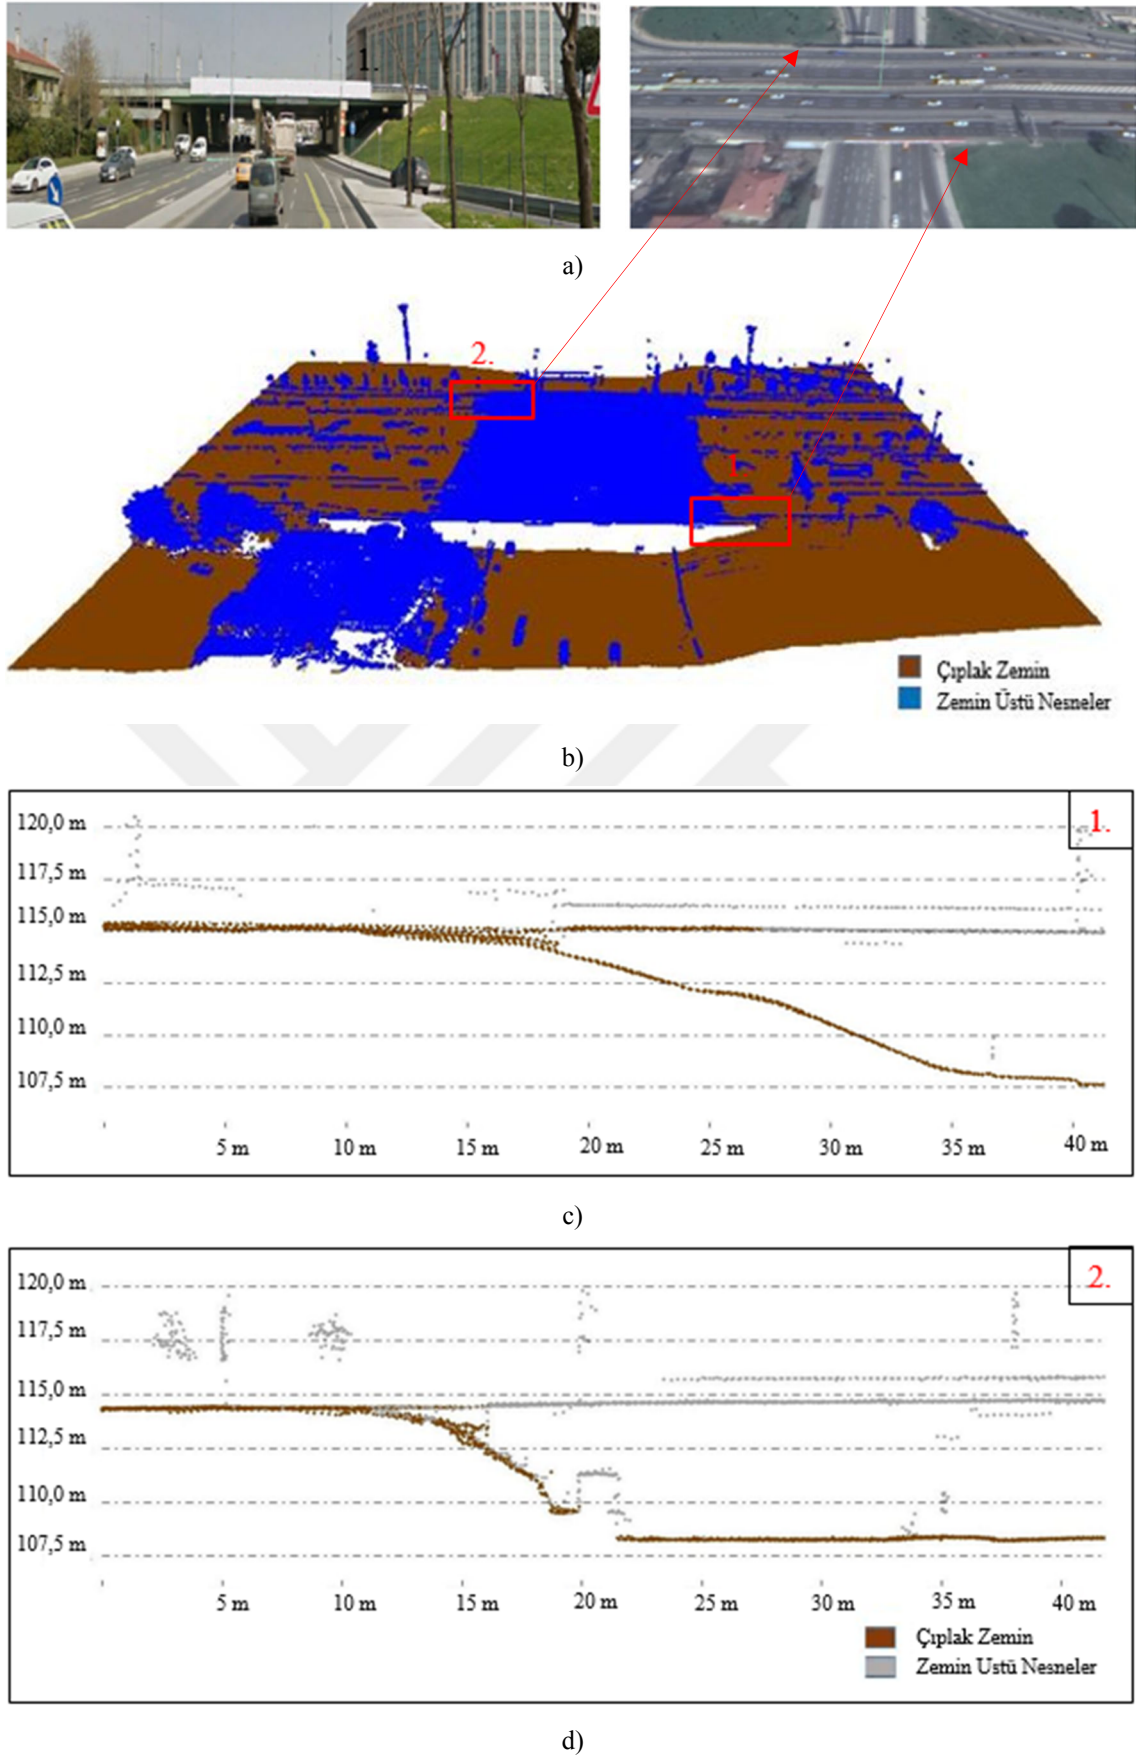 1.
a)
2.
1
Çıplak Zemin
Zemin Üstü Nesneler
b)
1.
120,0 m
117,5 m
115,0 m
112,5 m
110,0 m
107,5 m
5 m 10 m 15 m 20 m 25 m 30 m 35 m 40 m
c)
2.
120,0 m
117,5 m
115,0 m
112,5 m
110,0 m
107,5 m
5 m 10 m 15 m 20 m 25 m 30 m 35 m 40 m
Çıplak Zemin
Zemin Ustü Nesneler
d)